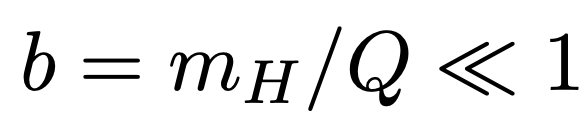 b = m_H/Q ≪ 1